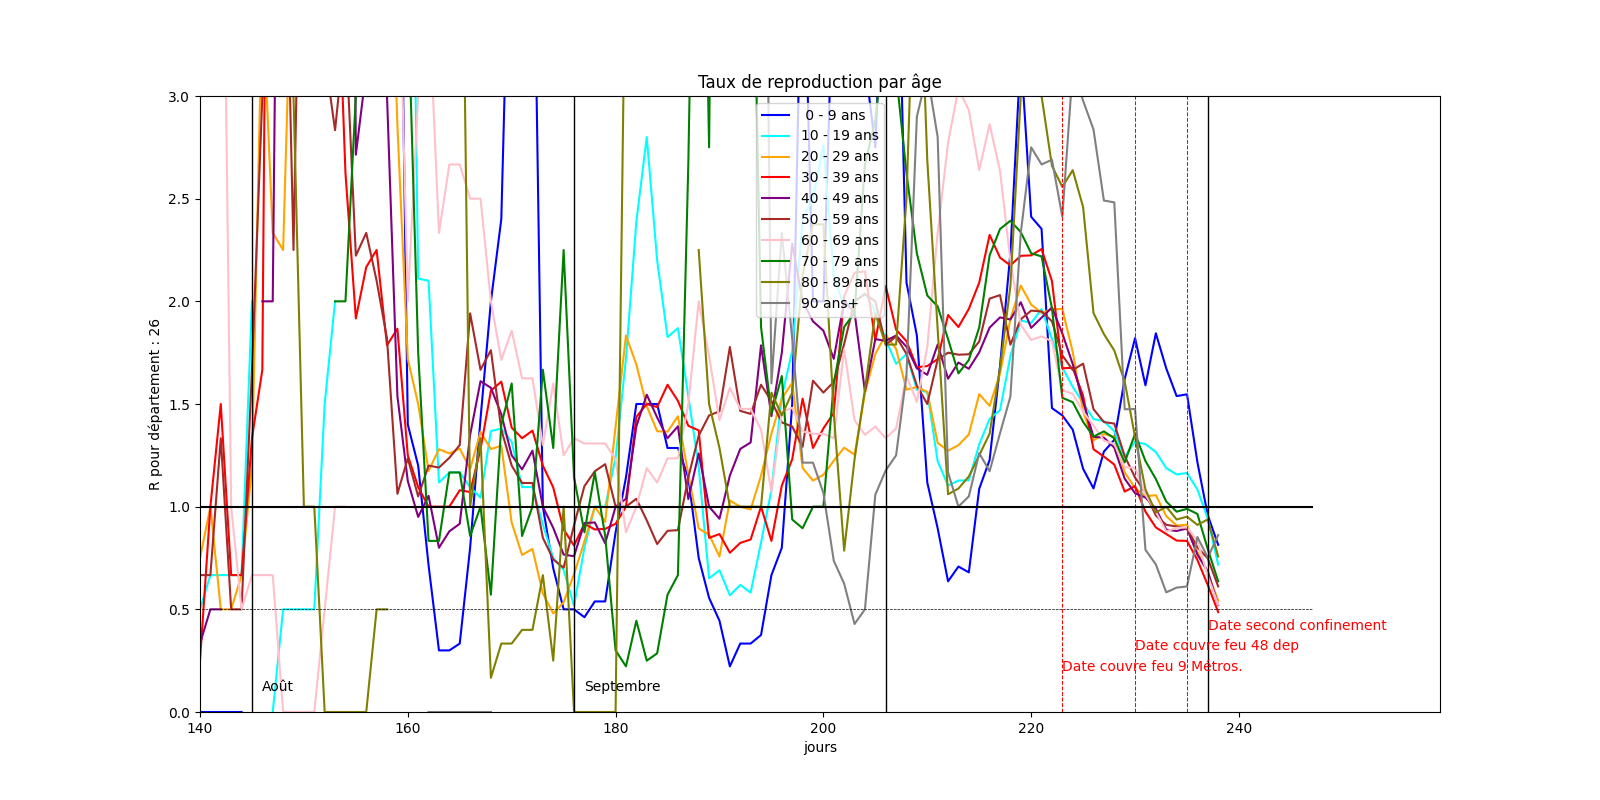 Taux de reproduction par âge
R pour département : 26
3.0
2.5
2.0
1.5
1.0
0.5
0.0
0 - 9 ans
10 - 19 ans
20 - 29 ans
30 - 39 ans
40 - 49 ans
50 - 59 ans
60 - 69 ans
70 - 79 ans
80 - 89 ans
90 ans+
Date second confinement
Date couvre feu 48 dep
Date couvre feu 9 Métros.
Août
Septembre
140
160
180
200
220
240
jours